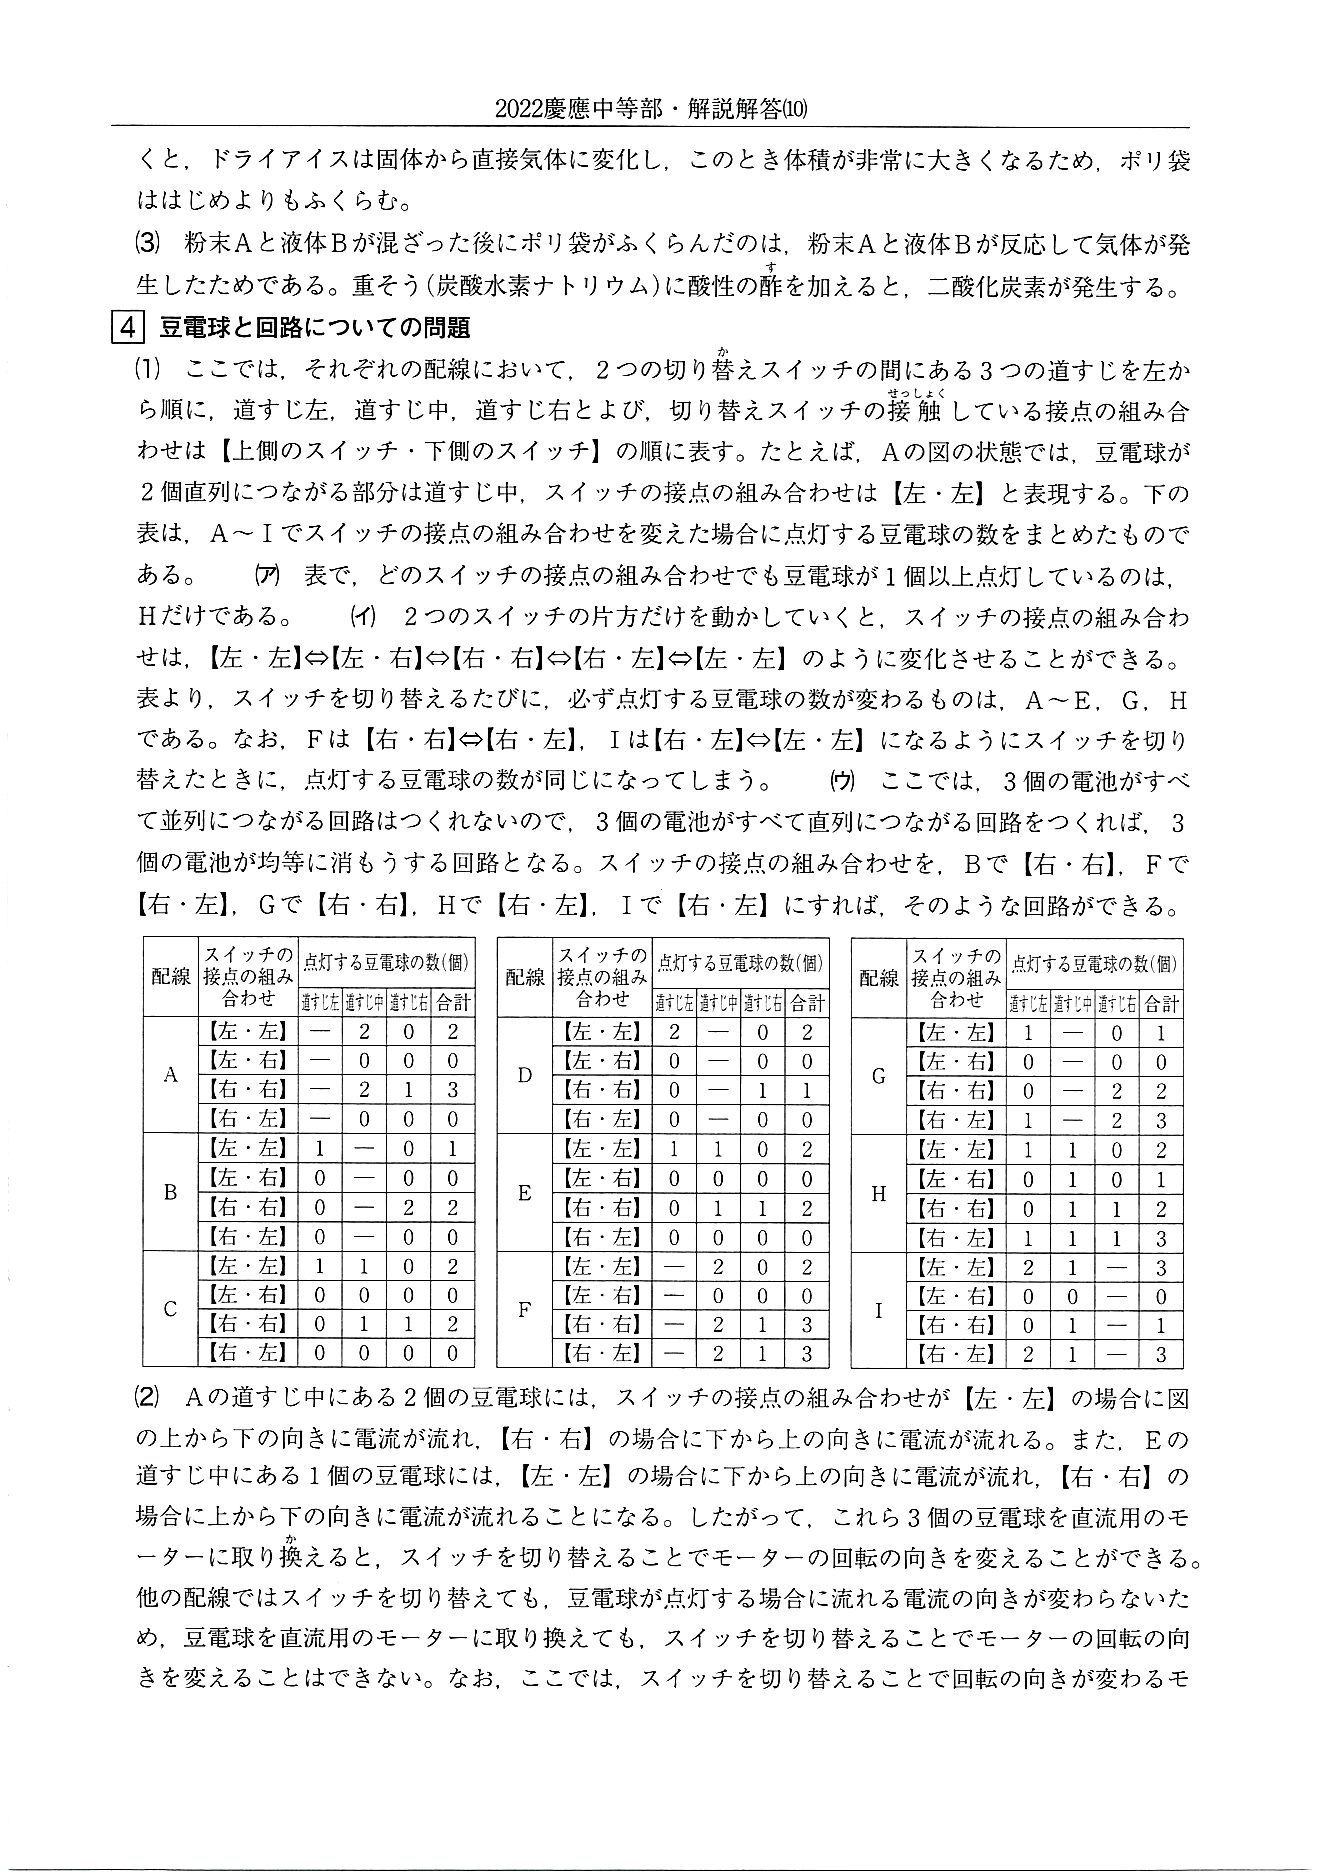 2022慶應中等部・解説解答⑽
くと，ドライアイスは固体から直接気体に変化し，このとき体積が非常に大きくなるため，ポリ袋
ははじめよりもふくらむ。
⑶　粉末Ａと液体Ｂが混ざった後にポリ袋がふくらんだのは，粉末Ａと液体Ｂが反応して気体が発
生したためである。重そう(炭酸水素ナトリウム)に酸性の酢を加えると，二酸化炭素が発生する。
4 豆電球と回路についての問題
⑴　ここでは，それぞれの配線において，２つの切り替えスイッチの間にある３つの道すじを左か
ら順に，道すじ左，道すじ中，道すじ右とよび，切り替えスイッチの接触している接点の組み合
わせは【上側のスイッチ・下側のスイッチ】の順に表す。たとえば，Ａの図の状態では，豆電球が
２個直列につながる部分は道すじ中，スイッチの接点の組み合わせは【左・左】と表現する。下の
表は，Ａ～Ｉでスイッチの接点の組み合わせを変えた場合に点灯する豆電球の数をまとめたもので
ある。　(ア)　表で，どのスイッチの接点の組み合わせでも豆電球が１個以上点灯しているのは，
Ｈだけである。　(イ)　２つのスイッチの片方だけを動かしていくと，スイッチの接点の組み合わ
せは，【左・左】⇔【左・右】⇔【右・右】⇔【右・左】⇔【左・左】のように変化させることができる。
表より，スイッチを切り替えるたびに，必ず点灯する豆電球の数が変わるものは，Ａ～Ｅ，Ｇ，Ｈ
である。なお，Ｆは【右・右】⇔【右・左】，Ｉは【右・左】⇔【左・左】になるようにスイッチを切り
替えたときに，点灯する豆電球の数が同じになってしまう。　(ウ)　ここでは，３個の電池がすべ
て並列につながる回路はつくれないので，３個の電池がすべて直列につながる回路をつくれば，３
個の電池が均等に消もうする回路となる。スイッチの接点の組み合わせを，Ｂで【右・右】，Ｆで
【右・左】，Ｇで【右・右】，Ｈで【右・左】，Ｉで【右・左】にすれば，そのような回路ができる。
配線 スイッチの接点の組み合わせ 点灯する豆電球の数(個)
道すじ左 道すじ中 道すじ右 合計
A 【左・左】 ― 2 0 2
【左・右】 ― 0 0 0
【右・右】 ― 2 1 3
【右・左】 ― 0 0 0
B 【左・左】 1 ― 0 1
【左・右】 0 ― 0 0
【右・右】 0 ― 2 2
【右・左】 0 ― 0 0
C 【左・左】 1 1 0 2
【左・右】 0 0 0 0
【右・右】 0 1 1 2
【右・左】 0 0 0 0
配線 スイッチの接点の組み合わせ 点灯する豆電球の数(個)
道すじ左 道すじ中 道すじ右 合計
D 【左・左】 2 ― 0 2
【左・右】 0 ― 0 0
【右・右】 0 ― 1 1
【右・左】 0 ― 0 0
E 【左・左】 1 1 0 2
【左・右】 0 0 0 0
【右・右】 0 1 1 2
【右・左】 0 0 0 0
F 【左・左】 ― 2 0 2
【左・右】 ― 0 0 0
【右・右】 ― 2 1 3
【右・左】 ― 2 1 3
配線 スイッチの接点の組み合わせ 点灯する豆電球の数(個)
道すじ左 道すじ中 道すじ右 合計
G 【左・左】 1 ― 0 1
【左・右】 0 ― 0 0
【右・右】 0 ― 2 2
【右・左】 1 ― 2 3
H 【左・左】 1 1 0 2
【左・右】 0 1 0 1
【右・右】 0 1 1 2
【右・左】 1 1 1 3
I 【左・左】 2 1 ― 3
【左・右】 0 0 ― 0
【右・右】 0 1 ― 1
【右・左】 2 1 ― 3
⑵　Ａの道すじ中にある２個の豆電球には，スイッチの接点の組み合わせが【左・左】の場合に図
の上から下の向きに電流が流れ，【右・右】の場合に下から上の向きに電流が流れる。また，Ｅの
道すじ中にある１個の豆電球には，【左・左】の場合に下から上の向きに電流が流れ，【右・右】の
場合に上から下の向きに電流が流れることになる。したがって，これら３個の豆電球を直流用のモ
ーターに取り換えると，スイッチを切り替えることでモーターの回転の向きを変えることができる。
他の配線ではスイッチを切り替えても，豆電球が点灯する場合に流れる電流の向きが変わらないた
め，豆電球を直流用のモーターに取り換えても，スイッチを切り替えることでモーターの回転の向
きを変えることはできない。なお，ここでは，スイッチを切り替えることで回転の向きが変わるモ